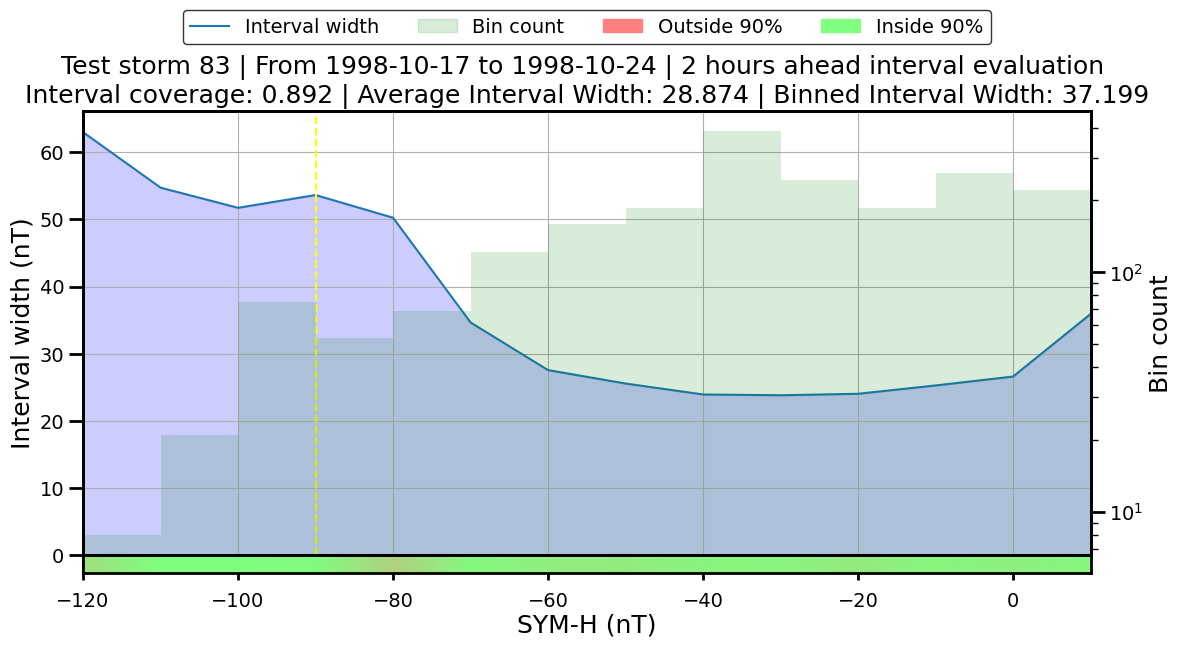 Interval width Bin count Outside 90% Inside 90%
Test storm 83 | From 1998-10-17 to 1998-10-24 | 2 hours ahead interval evaluation
Interval coverage: 0.892 | Average Interval Width: 28.874 | Binned Interval Width: 37.199
Interval width (nT)
60
50
40
30
20
10
0
10²
10¹
Bin count
−120 −100 −80 −60 −40 −20 0
SYM-H (nT)